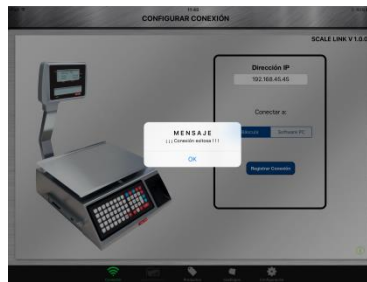 CONFIGURAR CONEXIÓN
SCALE LINK V 1.0.0
Dirección IP
192.168.45.45
Conectar a:
Software PC
MENSAJE
¡¡¡Conexión exitosa!!!
OK
Registrar Conexión